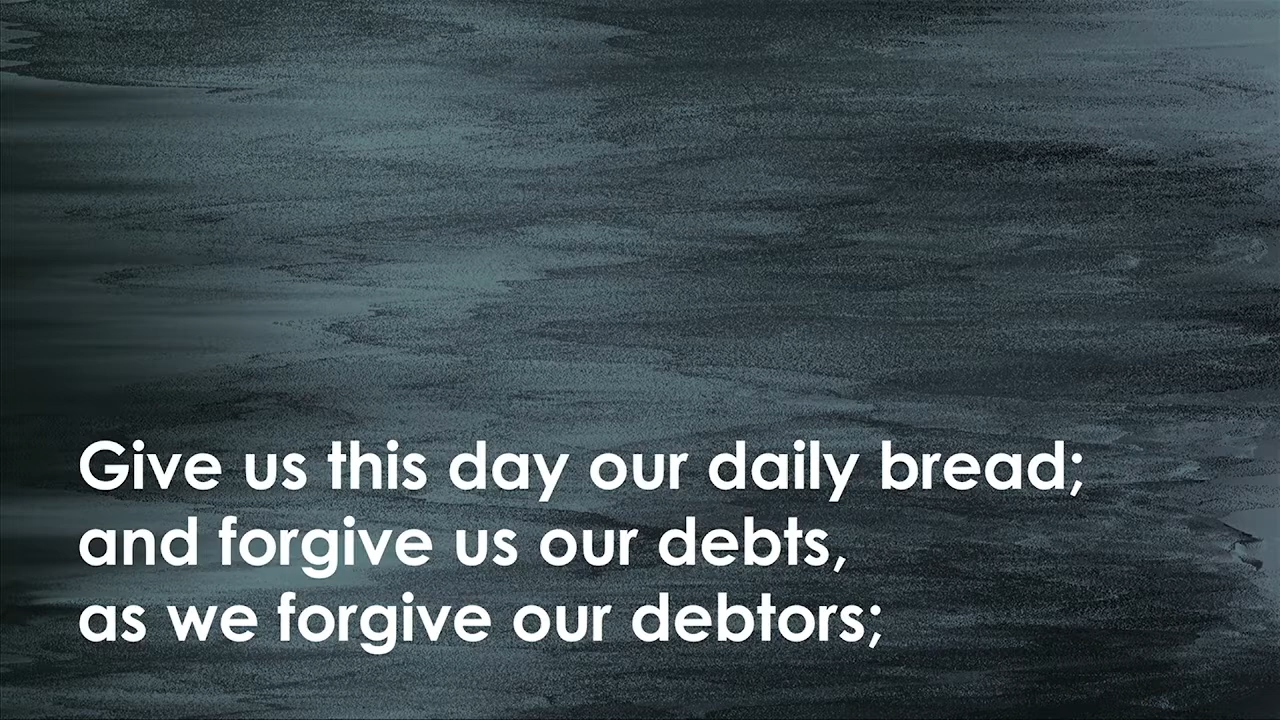 Give us this day our daily bread;
and forgive us our debts,
as we forgive our debtors;